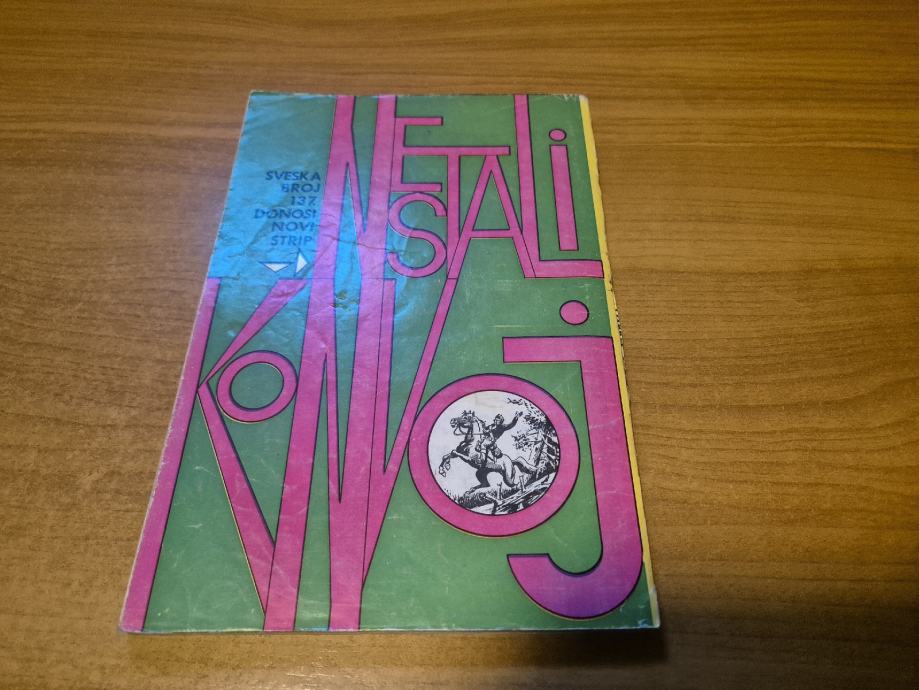 SVESKA
BROJ
137.
DONOSI
NOVI
STRIP
NESTALI
KONVOJ